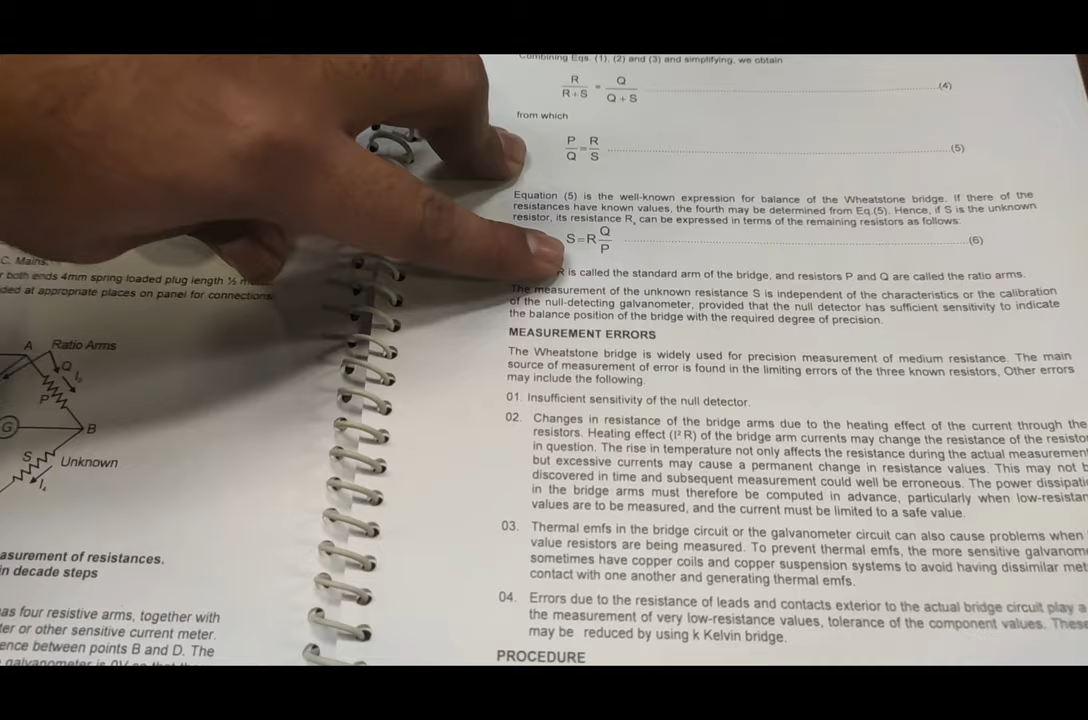 C. Mains.
r both ends 4mm spring loaded plug length ½
ded at appropriate places on panel for connections
A Ratio Arms
Q
P
G B
S Unknown
asurement of resistances.
in decade steps
as four resistive arms, together with
ter or other sensitive current meter.
ence between points B and D. The
galvanometer is 0V so that
Combining Eqs. (1), (2) and (3) and simplifying, we obtain
R/R+S = Q/Q+S ........ (4)
from which
P/Q = R/S ........ (5)
Equation (5) is the well-known expression for balance of the Wheatstone bridge. If there of the
resistances have known values, the fourth may be determined from Eq.(5). Hence, if S is the unknown
resistor, its resistance Rx can be expressed in terms of the remaining resistors as follows:
S=R Q/P ........ (6)
R is called the standard arm of the bridge, and resistors P and Q are called the ratio arms.
The measurement of the unknown resistance S is independent of the characteristics or the calibration
of the null-detecting galvanometer, provided that the null detector has sufficient sensitivity to indicate
the balance position of the bridge with the required degree of precision.
MEASUREMENT ERRORS
The Wheatstone bridge is widely used for precision measurement of medium resistance. The main
source of measurement of error is found in the limiting errors of the three known resistors, Other errors
may include the following.
01. Insufficient sensitivity of the null detector.
02. Changes in resistance of the bridge arms due to the heating effect of the current through the
resistors. Heating effect (I² R) of the bridge arm currents may change the resistance of the resisto
in question. The rise in temperature not only affects the resistance during the actual measurement
but excessive currents may cause a permanent change in resistance values. This may not b
discovered in time and subsequent measurement could well be erroneous. The power dissipati
in the bridge arms must therefore be computed in advance, particularly when low-resistan
values are to be measured, and the current must be limited to a safe value.
03. Thermal emfs in the bridge circuit or the galvanometer circuit can also cause problems when
value resistors are being measured. To prevent thermal emfs, the more sensitive galvanome
sometimes have copper coils and copper suspension systems to avoid having dissimilar met
contact with one another and generating thermal emfs.
04. Errors due to the resistance of leads and contacts exterior to the actual bridge circuit play a
the measurement of very low-resistance values, tolerance of the component values. These
may be reduced by using k Kelvin bridge.
PROCEDURE